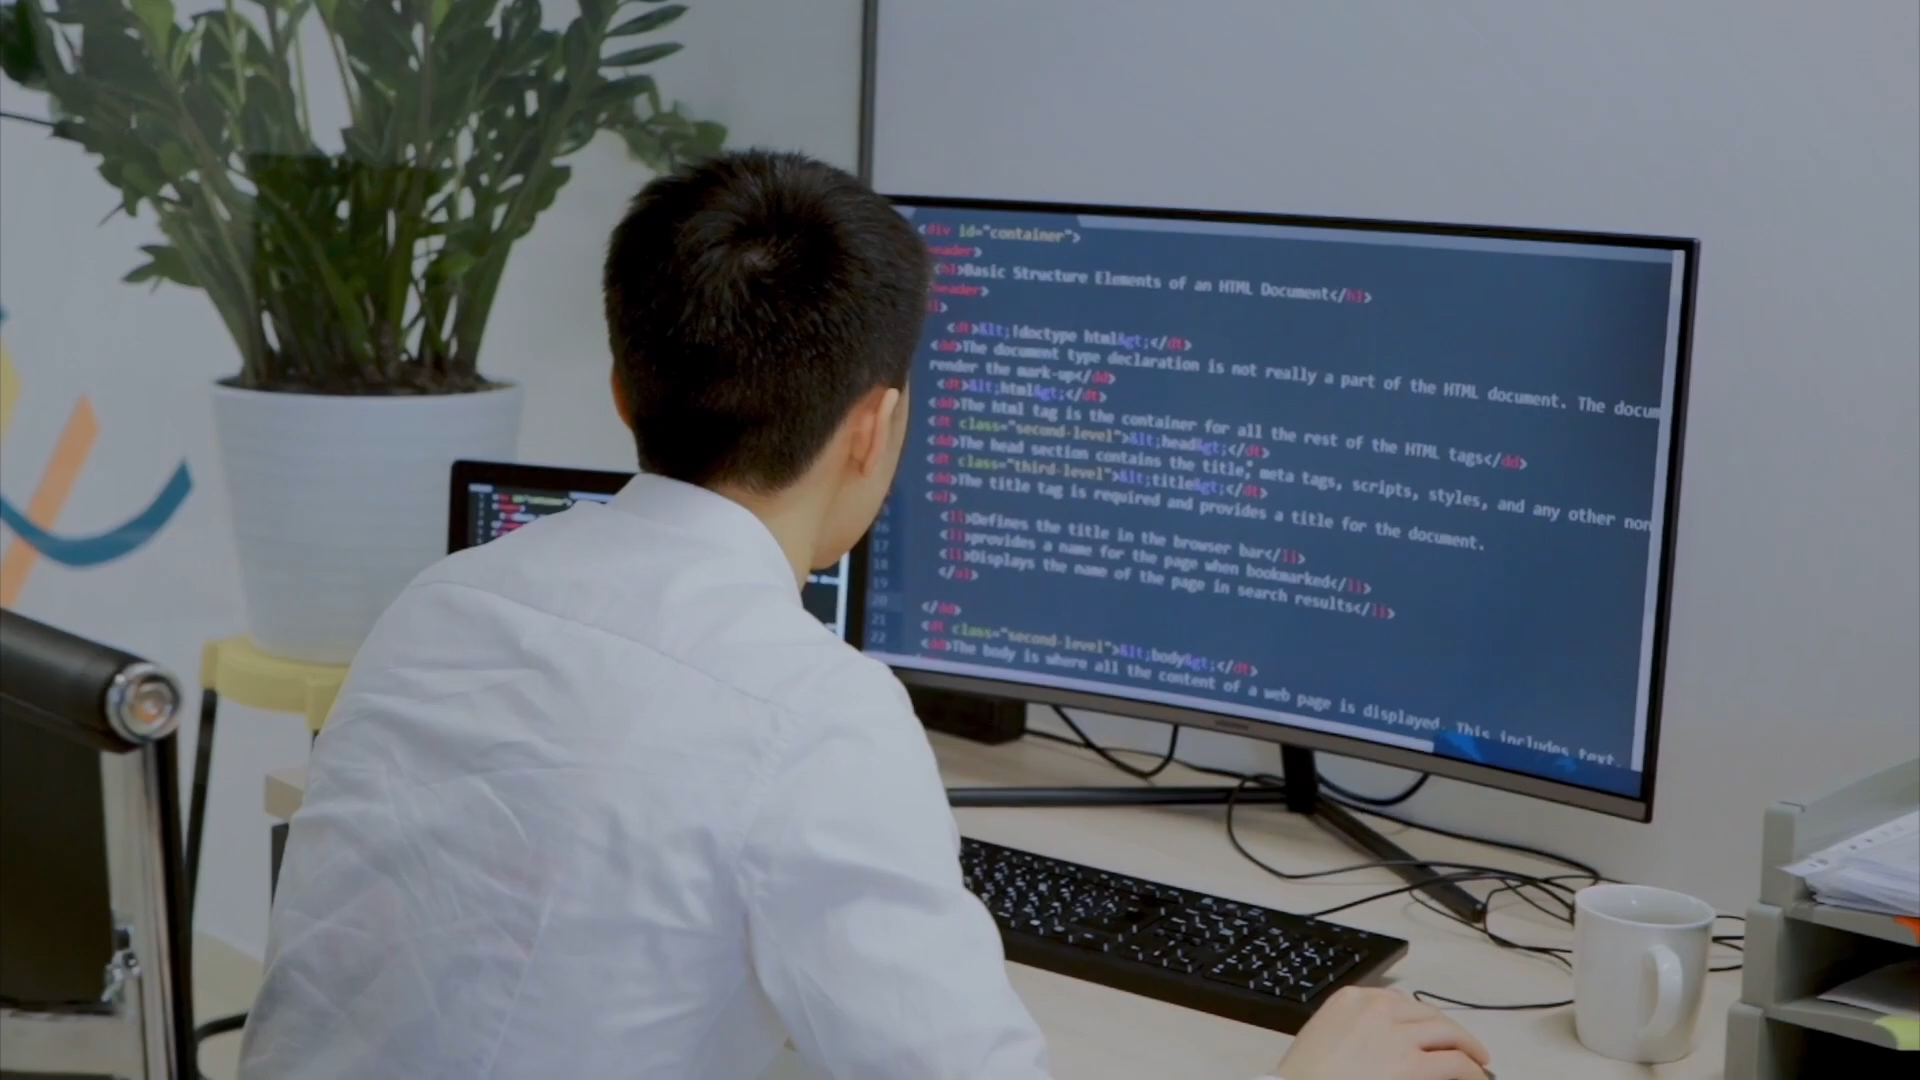 <div id="container">
header>
<h1>Basic Structure Elements of an HTML Document</h1>
header>
l>
<dt>&lt;!doctype html&gt;</dt>
<dd>The document type declaration is not really a part of the HTML document. The docum
render the mark-up</dd>
<dt>&lt;html&gt;</dt>
<dd>The html tag is the container for all the rest of the HTML tags</dd>
<dt class="second-level">&lt;head&gt;</dt>
<dd>The head section contains the title, meta tags, scripts, styles, and any other non
<dt class="third-level">&lt;title&gt;</dt>
<dd>The title tag is required and provides a title for the document.
<ul>
16 <li>Defines the title in the browser bar</li>
17 <li>provides a name for the page when bookmarked</li>
18 <li>Displays the name of the page in search results</li>
19 </ul>
20 </dd>
21 <dt class="second-level">&lt;body&gt;</dt>
22 <dd>The body is where all the content of a web page is displayed. This includes text,